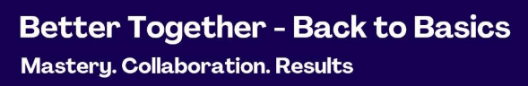 Better Together - Back to Basics
Mastery. Collaboration. Results